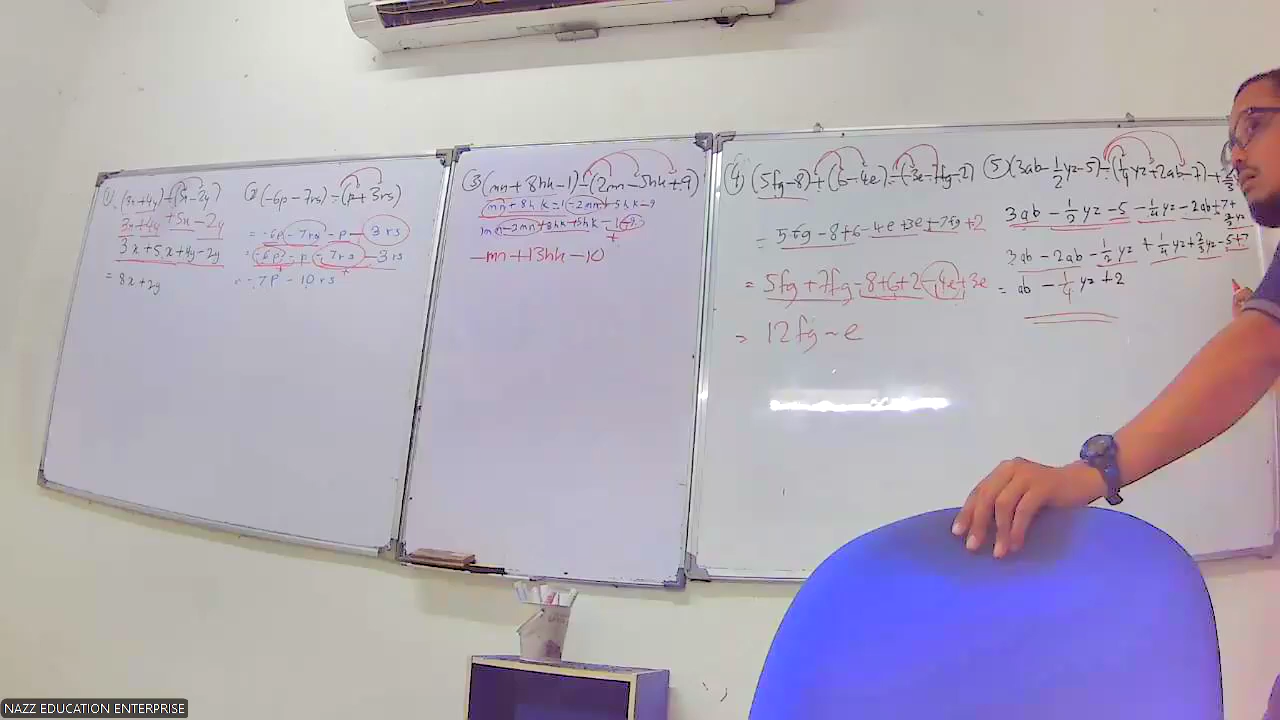 1) (3x+4y)+(5x-2y)
3x+4y +5x -2y
3x+5x+4y-2y
= 8x+2y
2) (-6p-7rs)-(p+3rs)
= -6p-7rs-p-3rs
= -6p-p-7rs-3rs
= -7p-10rs
3) (mn+8hk-1)-(2mn-5hk+9)
mn+8hk-1-2mn+5hk-9
mn-2mn+8hk+5hk-1-9
-mn+13hk-10
4) (5fg-8)+(6-4e)-(-3e-7fg-2)
= 5fg-8+6-4e+3e+7fg+2
= 5fg+7fg-8+6+2-4e+3e
= 12fg-e
5) (3ab-1/2yz-5)-(1/4yz+2ab-7)+
3ab-1/2yz-5-1/4yz-2ab+7+
3ab-2ab-1/2yz+1/4yz+2/3yz-5+7
= ab-1/4yz+2
NAZZ EDUCATION ENTERPRISE